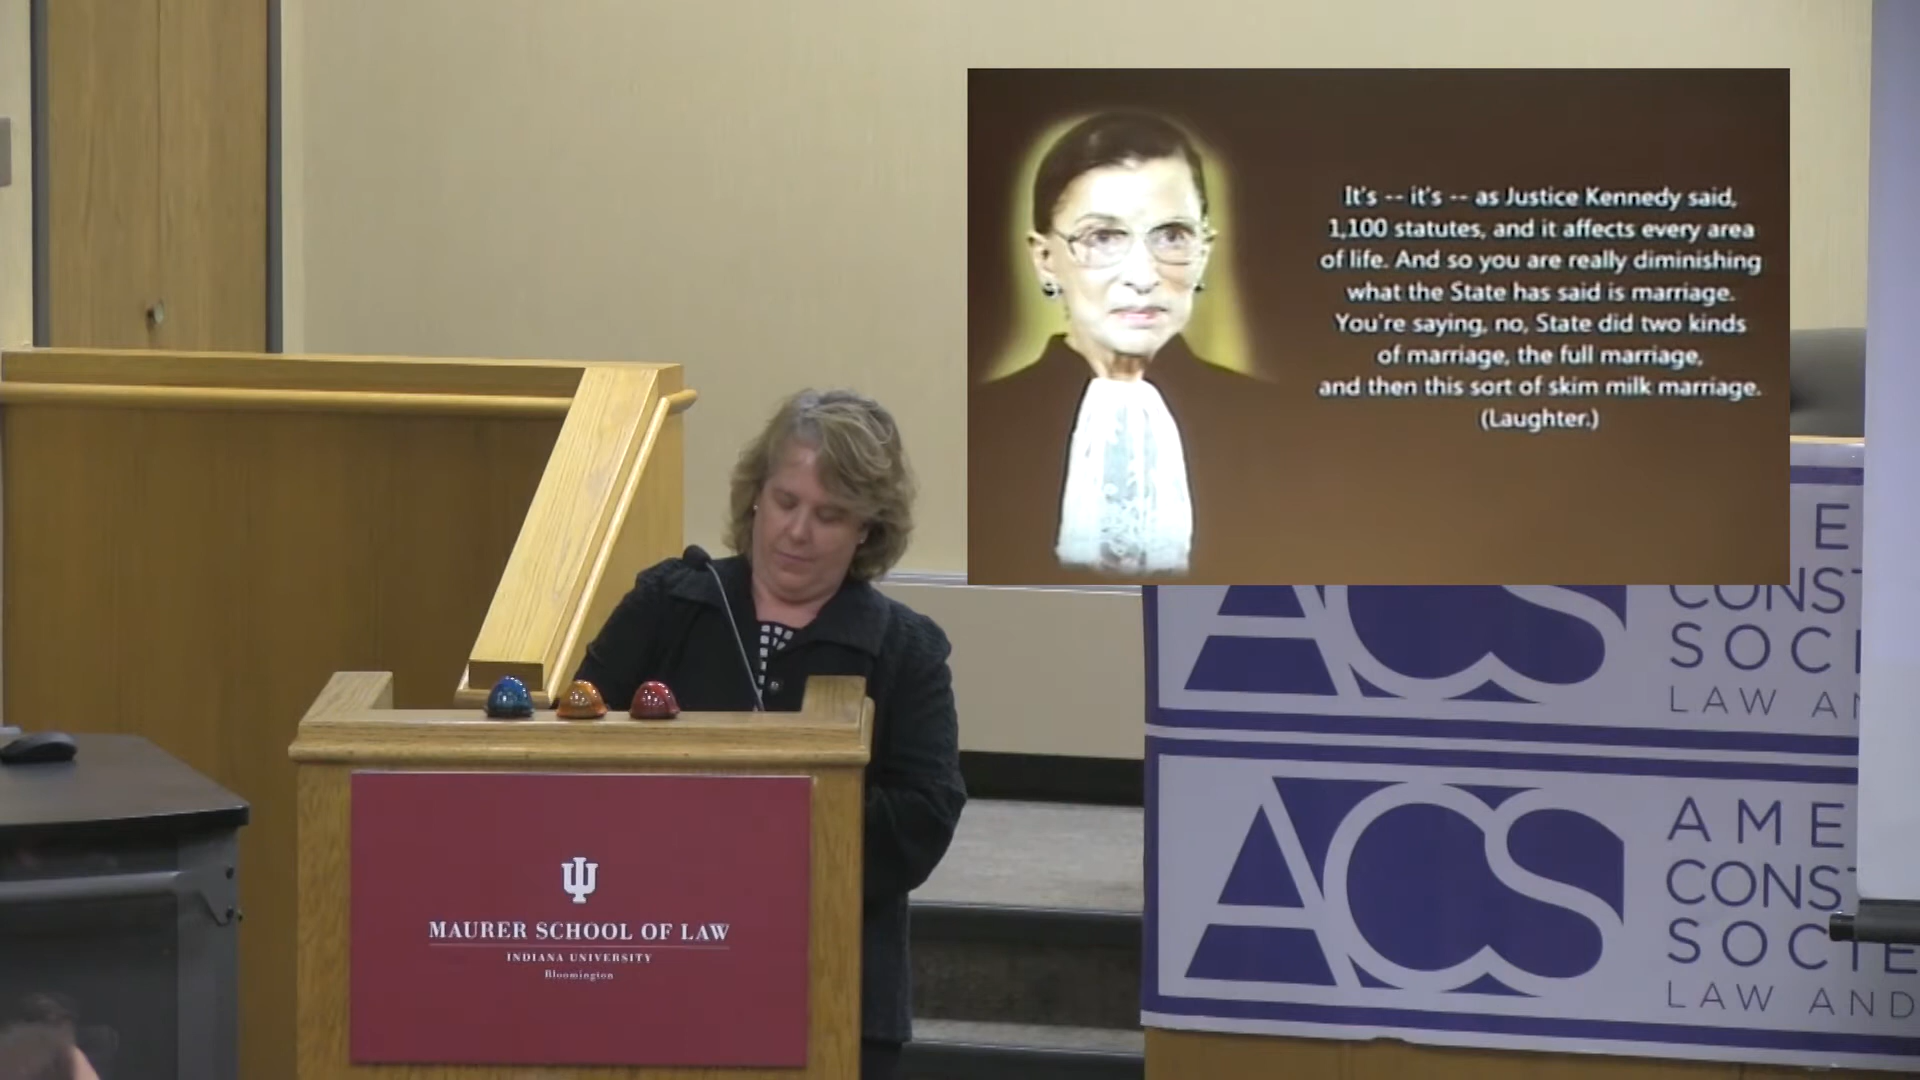 It's -- it's -- as Justice Kennedy said,
1,100 statutes, and it affects every area
of life. And so you are really diminishing
what the State has said is marriage.
You're saying, no, State did two kinds
of marriage, the full marriage,
and then this sort of skim milk marriage.
(Laughter.)
E
ACS
CONST
SOCI
LAW AN
ACS
AME
CONST
SOCIE
LAW AND
MAURER SCHOOL OF LAW
INDIANA UNIVERSITY
Bloomington